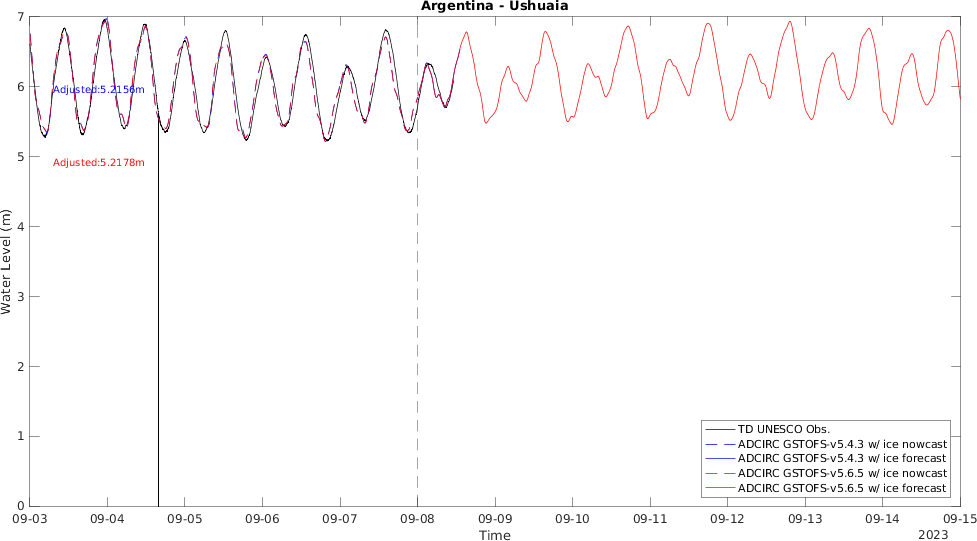 Argentina - Ushuaia
7
6
5
4
3
2
1
0
Water Level (m)
Adjusted:5.2156m
Adjusted:5.2178m
TD UNESCO Obs.
ADCIRC GSTOFS-v5.4.3 w/ ice nowcast
ADCIRC GSTOFS-v5.4.3 w/ ice forecast
ADCIRC GSTOFS-v5.6.5 w/ ice nowcast
ADCIRC GSTOFS-v5.6.5 w/ ice forecast
09-03 09-04 09-05 09-06 09-07 09-08 09-09 09-10 09-11 09-12 09-13 09-14 09-15
Time
2023